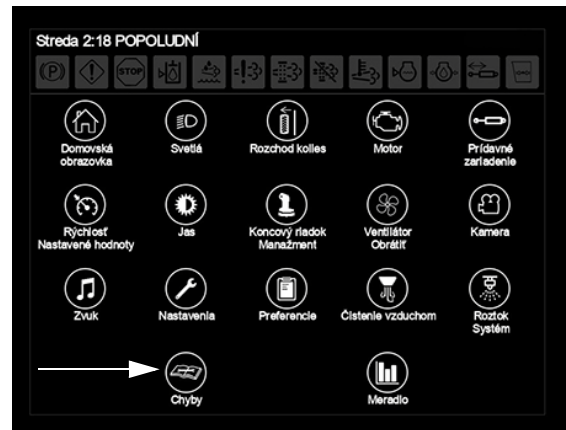 Streda 2:18 POPOLUDNÍ
(P) STOP
Domovská obrazovka
Svetlá
Rozchod kolies
Motor
Prídavné zariadenie
Rýchlosť Nastavené hodnoty
Jas
Koncový riadok Manažment
Ventilátor Obrátiť
Kamera
Zvuk
Nastavenia
Preferencie
Čistenie vzduchom
Roztok Systém
Chyby
Meradlo